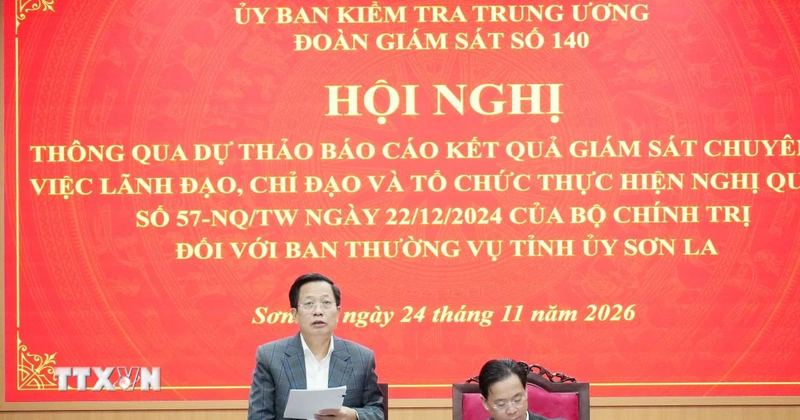 ỦY BAN KIỂM TRA TRUNG ƯƠNG
ĐOÀN GIÁM SÁT SỐ 140
HỘI NGHỊ
THÔNG QUA DỰ THẢO BÁO CÁO KẾT QUẢ GIÁM SÁT CHUYÊN
VIỆC LÃNH ĐẠO, CHỈ ĐẠO VÀ TỔ CHỨC THỰC HIỆN NGHỊ
SỐ 57-NQ/TW NGÀY 22/12/2024 CỦA BỘ CHÍNH TRỊ
ĐỐI VỚI BAN THƯỜNG VỤ TỈNH ỦY SƠN LA
Sơn ngày 24 tháng 11 năm 2026
TTXVN